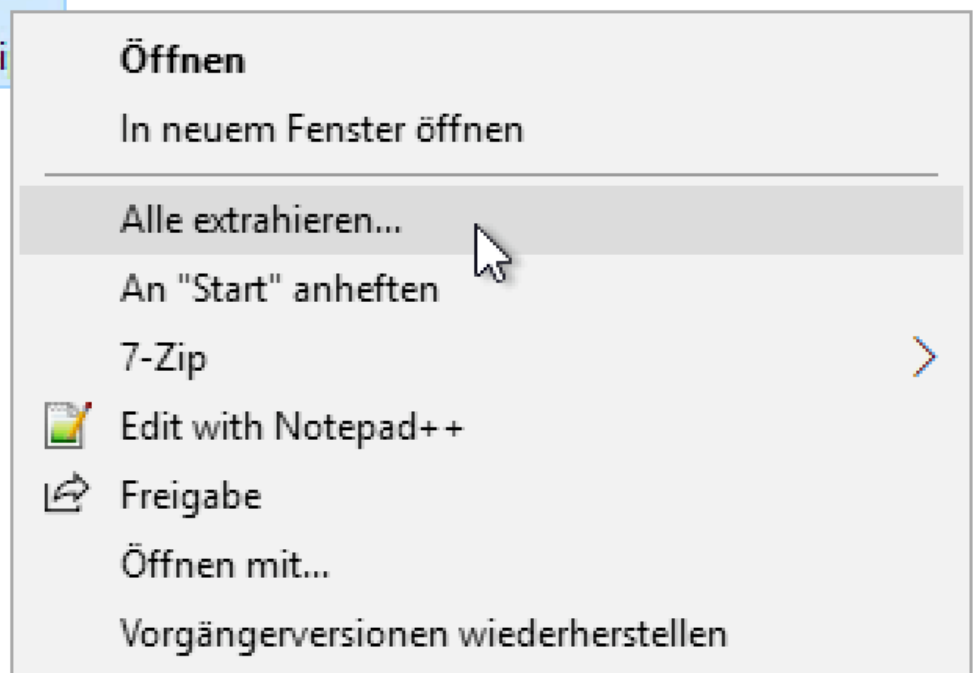 Öffnen
In neuem Fenster öffnen
Alle extrahieren...
An "Start" anheften
7-Zip
Edit with Notepad++
Freigabe
Öffnen mit...
Vorgängerversionen wiederherstellen